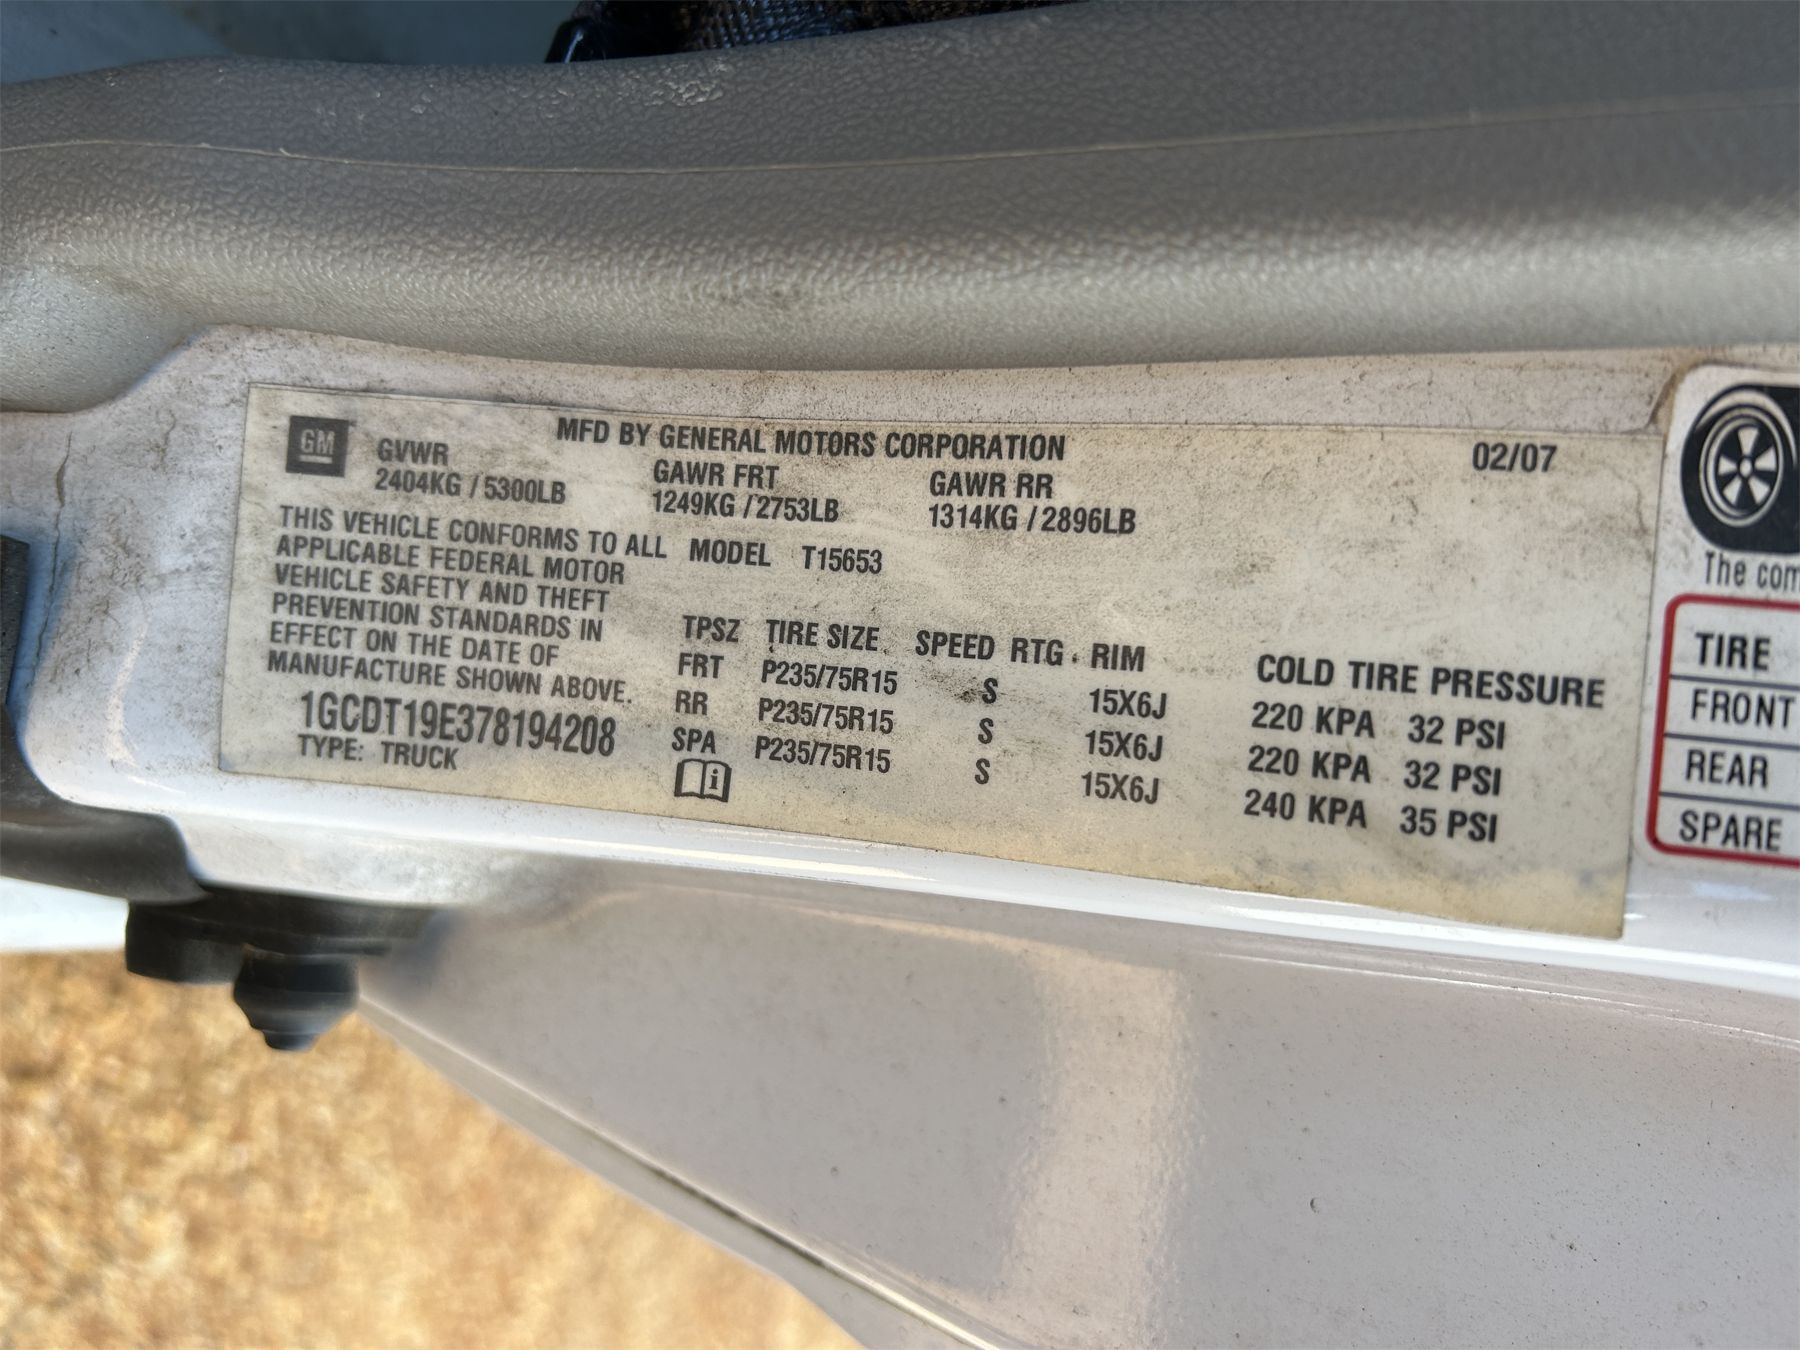 GM
MFD BY GENERAL MOTORS CORPORATION 02/07
GVWR GAWR FRT GAWR RR
2404KG / 5300LB 1249KG / 2753LB 1314KG / 2896LB
THIS VEHICLE CONFORMS TO ALL
APPLICABLE FEDERAL MOTOR
VEHICLE SAFETY AND THEFT
PREVENTION STANDARDS IN
EFFECT ON THE DATE OF
MANUFACTURE SHOWN ABOVE.
1GCDT19E378194208
TYPE: TRUCK
MODEL T15653
TPSZ TIRE SIZE SPEED RTG RIM COLD TIRE PRESSURE
FRT P235/75R15 S 15X6J 220 KPA 32 PSI
RR P235/75R15 S 15X6J 220 KPA 32 PSI
SPA P235/75R15 S 15X6J 240 KPA 35 PSI
i
The com
TIRE
FRONT
REAR
SPARE